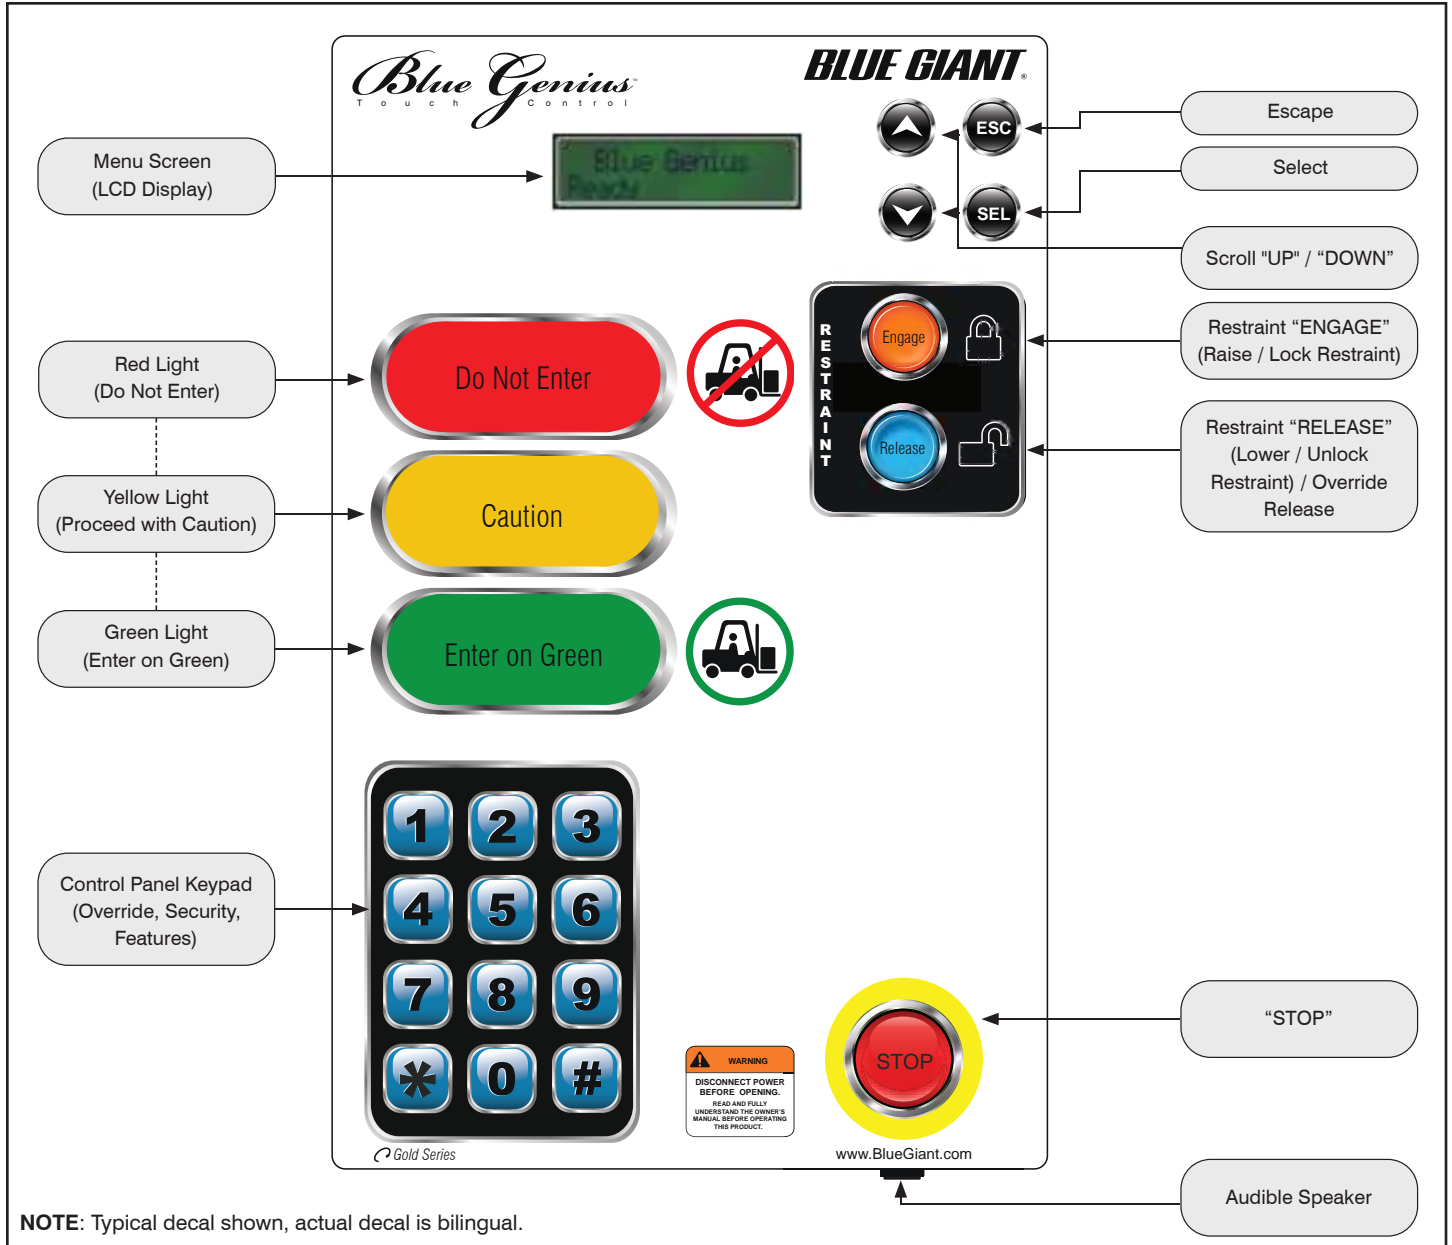 Blue Genius™
Touch Control
BLUE GIANT®
ESC
SEL
Blue Genius
Ready
Menu Screen
(LCD Display)
Escape
Select
Scroll "UP" / “DOWN”
Red Light
(Do Not Enter)
Do Not Enter
RESTRAINT
Engage
Release
Restraint “ENGAGE”
(Raise / Lock Restraint)
Restraint “RELEASE”
(Lower / Unlock
Restraint) / Override
Release
Yellow Light
(Proceed with Caution)
Caution
Green Light
(Enter on Green)
Enter on Green
Control Panel Keypad
(Override, Security,
Features)
1 2 3
4 5 6
7 8 9
* 0 #
WARNING
DISCONNECT POWER
BEFORE OPENING.
READ AND FULLY
UNDERSTAND THE OWNER'S
MANUAL BEFORE OPERATING
THIS PRODUCT.
STOP
“STOP”
Gold Series
www.BlueGiant.com
Audible Speaker
NOTE: Typical decal shown, actual decal is bilingual.